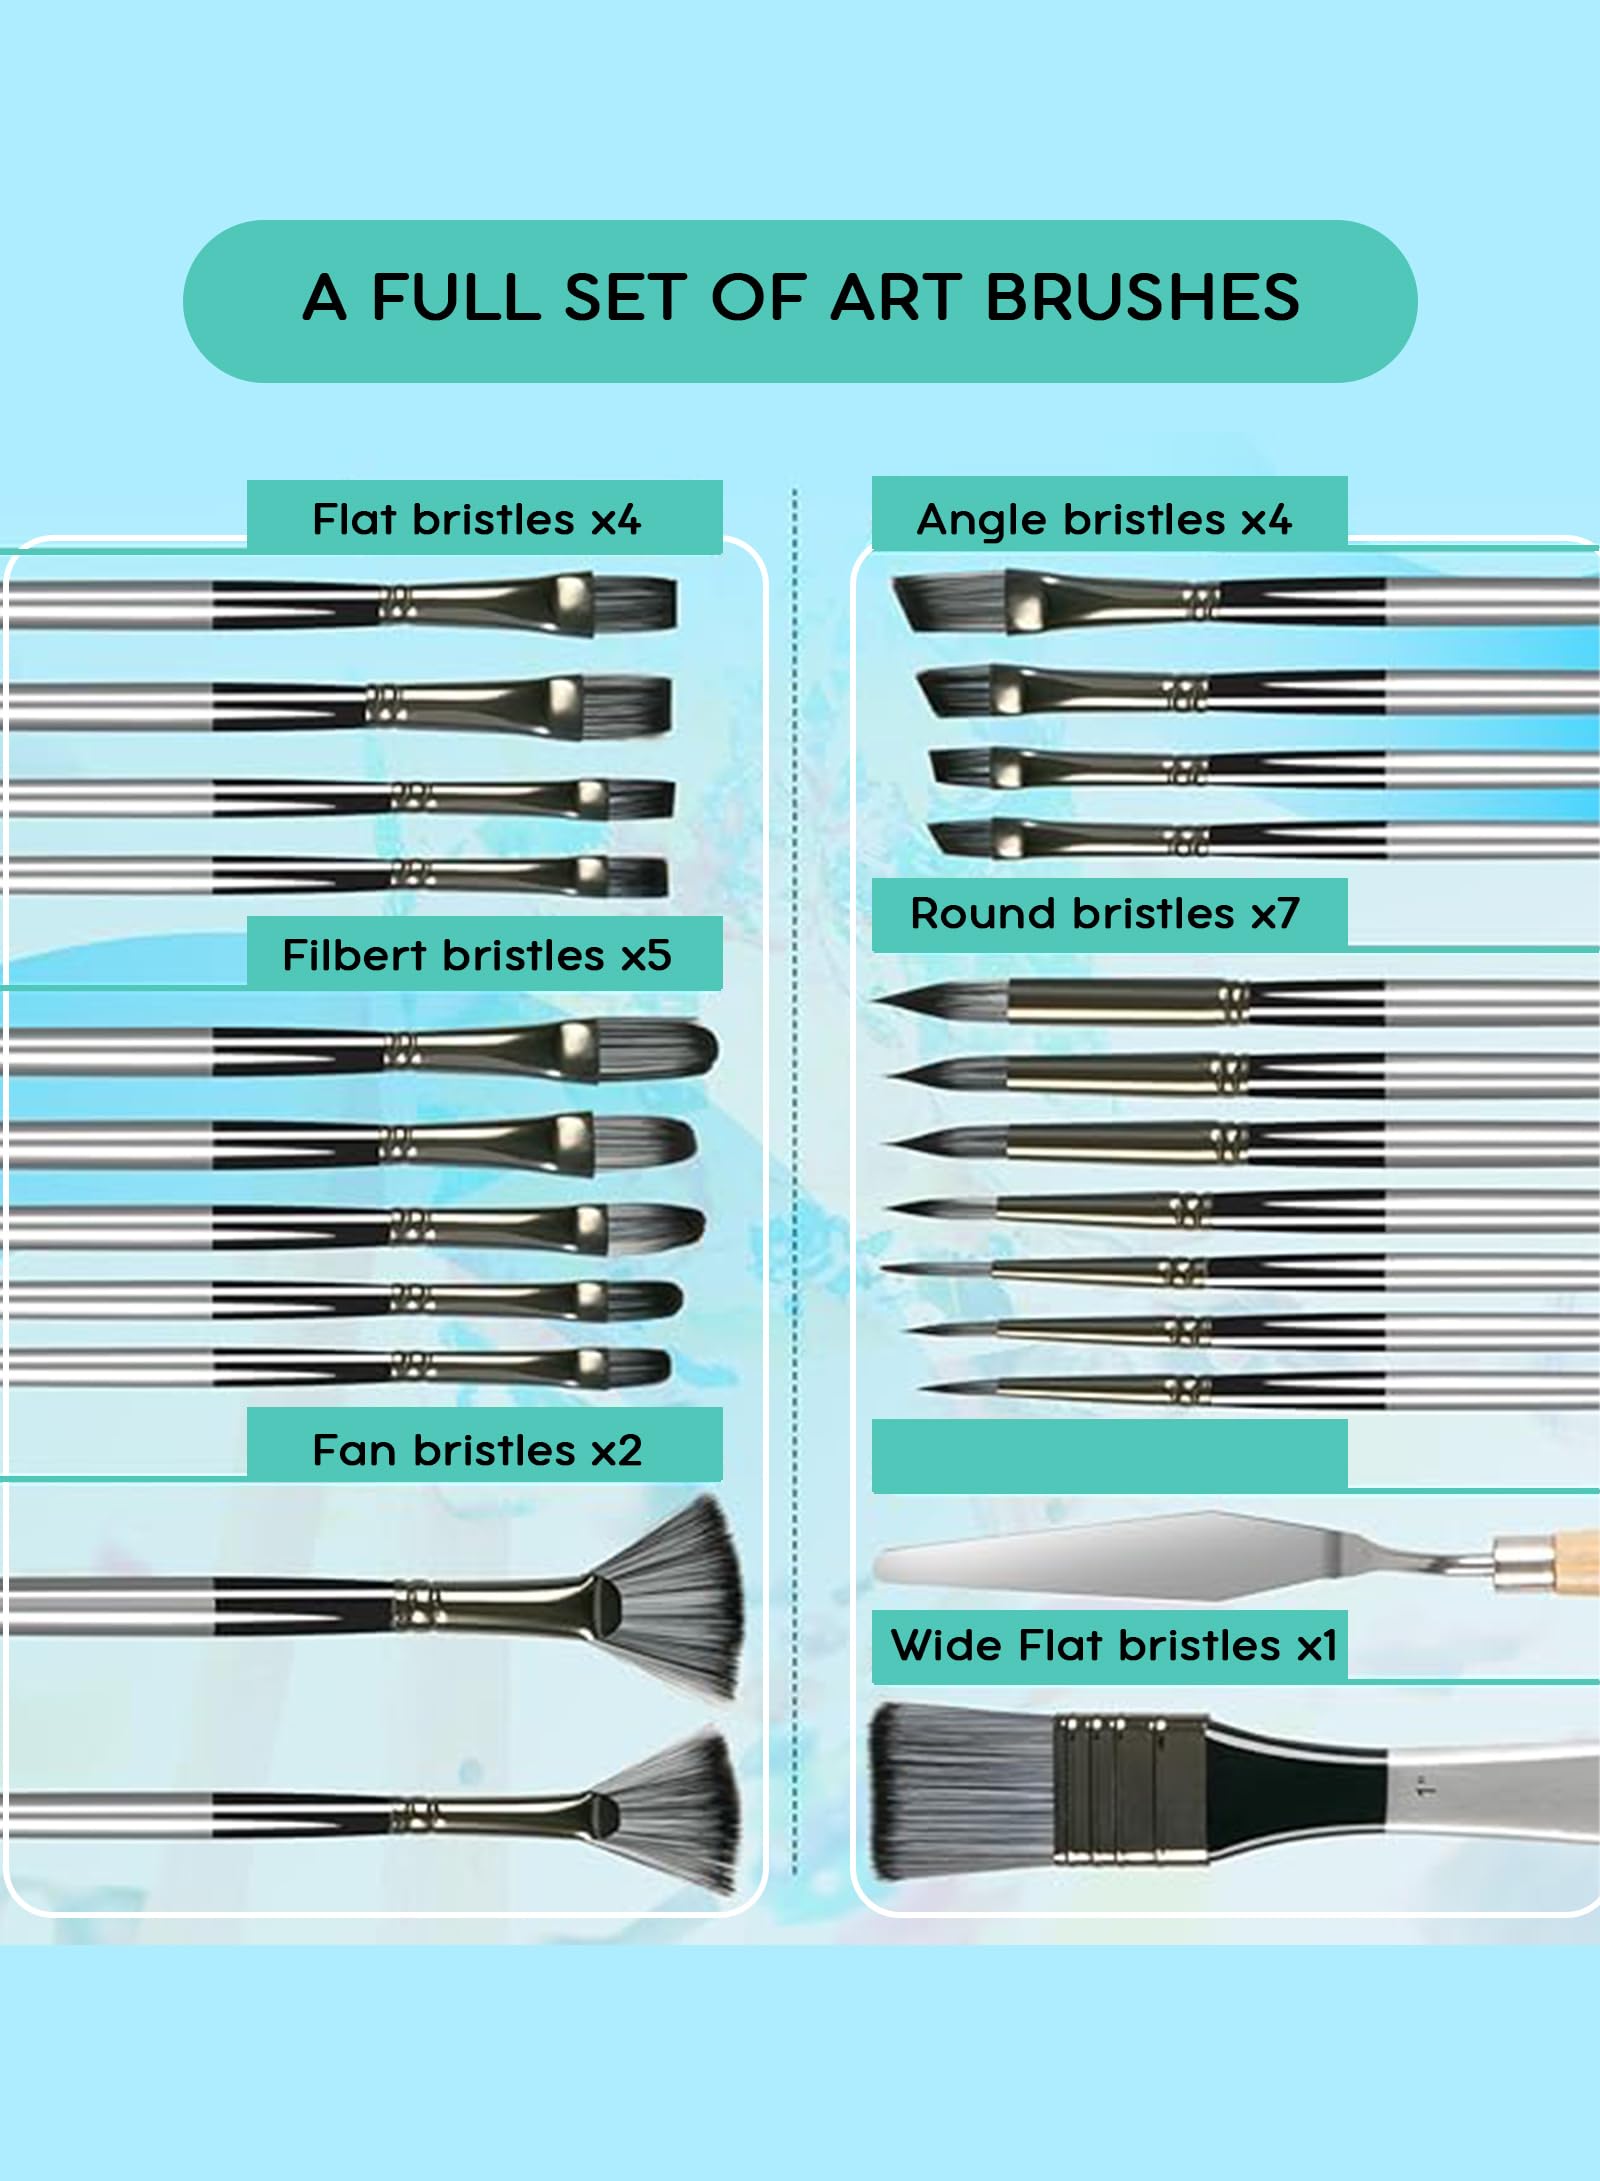 A FULL SET OF ART BRUSHES
Flat bristles x4
Angle bristles x4
Filbert bristles x5
Round bristles x7
Fan bristles x2
Wide Flat bristles x1
1"